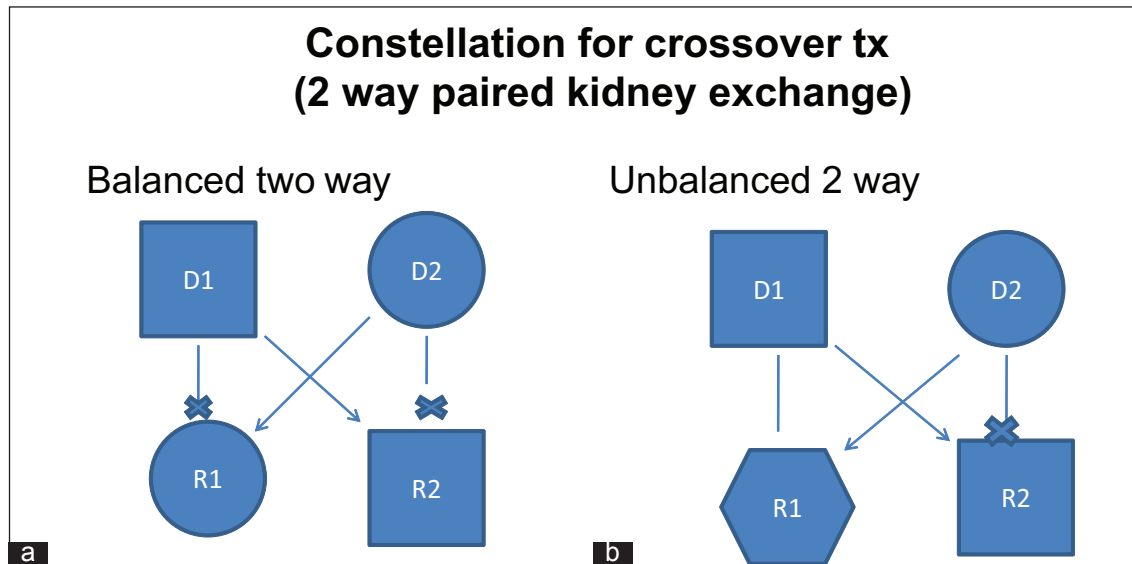 Constellation for crossover tx
(2 way paired kidney exchange)
Balanced two way
D1
D2
R1
R2
a
Unbalanced 2 way
D1
D2
R1
R2
b